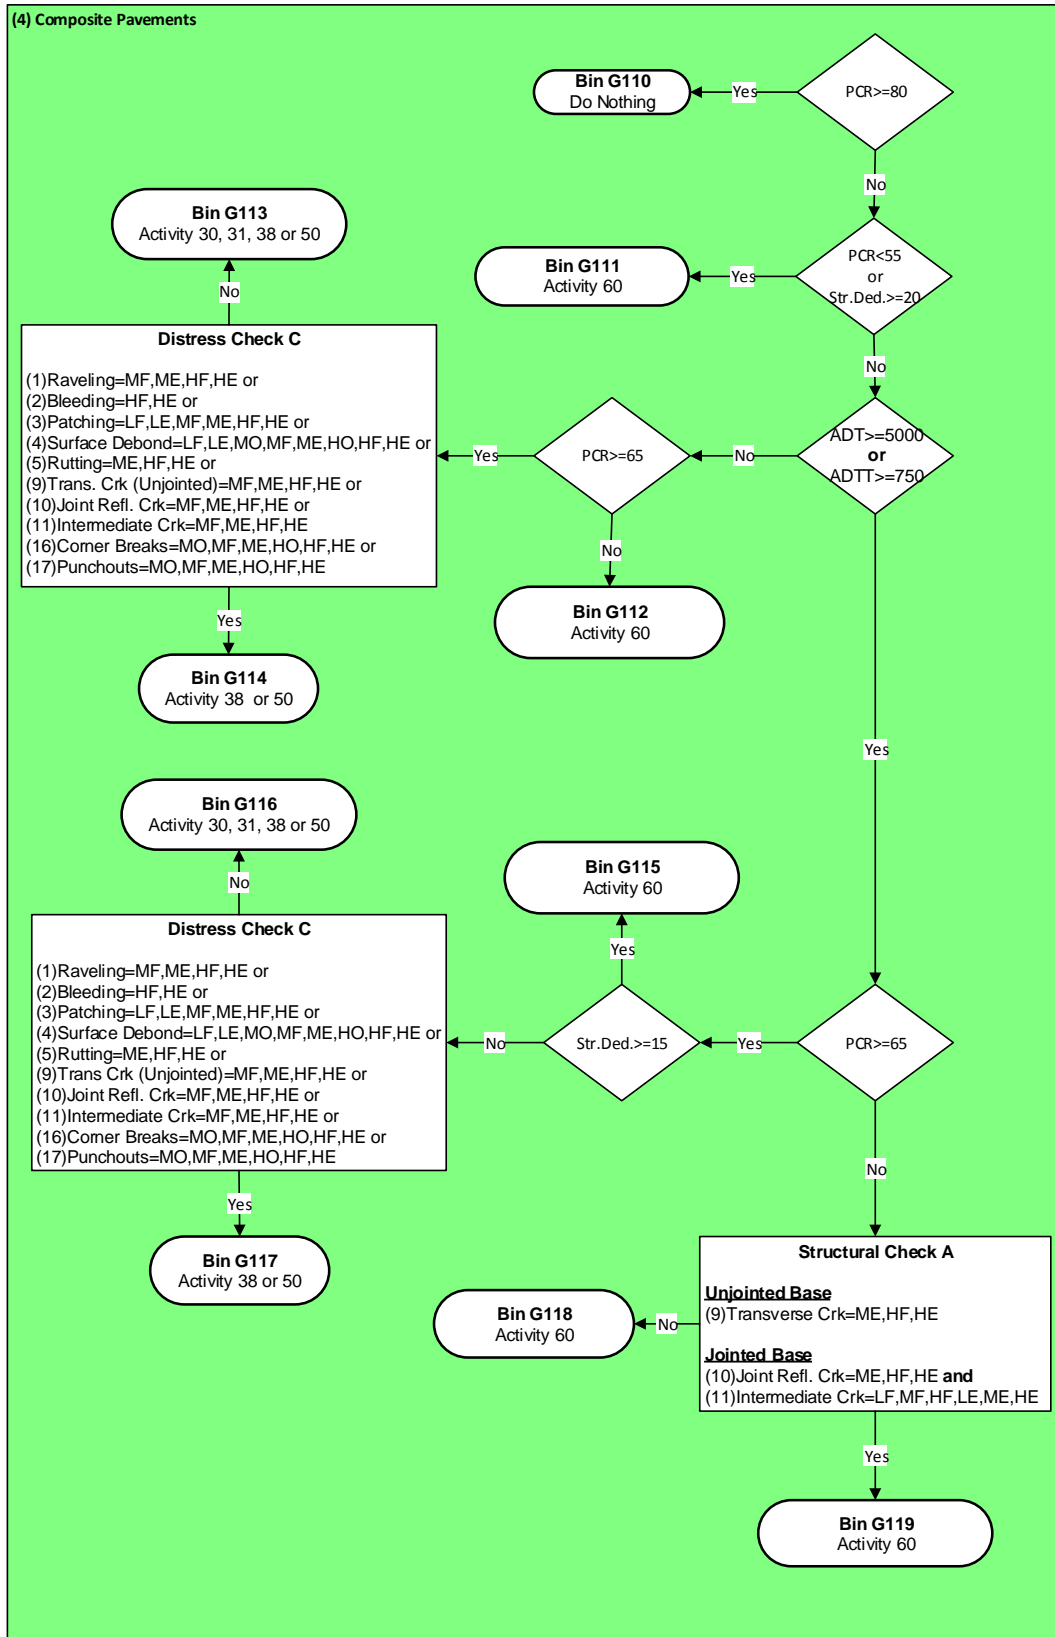 (4) Composite Pavements
PCR>=80
Yes
Bin G110
Do Nothing
No
PCR<55
or
Str.Ded.>=20
Yes
Bin G111
Activity 60
No
ADT>=5000
or
ADTT>=750
No
PCR>=65
Yes
Distress Check C
(1)Raveling=MF,ME,HF,HE or
(2)Bleeding=HF,HE or
(3)Patching=LF,LE,MF,ME,HF,HE or
(4)Surface Debond=LF,LE,MO,MF,ME,HO,HF,HE or
(5)Rutting=ME,HF,HE or
(9)Trans. Crk (Unjointed)=MF,ME,HF,HE or
(10)Joint Refl. Crk=MF,ME,HF,HE or
(11)Intermediate Crk=MF,ME,HF,HE
(16)Corner Breaks=MO,MF,ME,HO,HF,HE or
(17)Punchouts=MO,MF,ME,HO,HF,HE
No
Bin G113
Activity 30, 31, 38 or 50
Yes
Bin G114
Activity 38  or 50
No
Bin G112
Activity 60
Yes
PCR>=65
Yes
Str.Ded.>=15
Yes
Bin G115
Activity 60
No
Distress Check C
(1)Raveling=MF,ME,HF,HE or
(2)Bleeding=HF,HE or
(3)Patching=LF,LE,MF,ME,HF,HE or
(4)Surface Debond=LF,LE,MO,MF,ME,HO,HF,HE or
(5)Rutting=ME,HF,HE or
(9)Trans Crk (Unjointed)=MF,ME,HF,HE or
(10)Joint Refl. Crk=MF,ME,HF,HE or
(11)Intermediate Crk=MF,ME,HF,HE or
(16)Corner Breaks=MO,MF,ME,HO,HF,HE or
(17)Punchouts=MO,MF,ME,HO,HF,HE
No
Bin G116
Activity 30, 31, 38 or 50
Yes
Bin G117
Activity 38 or 50
No
Structural Check A
Unjointed Base
(9)Transverse Crk=ME,HF,HE
Jointed Base
(10)Joint Refl. Crk=ME,HF,HE and
(11)Intermediate Crk=LF,MF,HF,LE,ME,HE
No
Bin G118
Activity 60
Yes
Bin G119
Activity 60